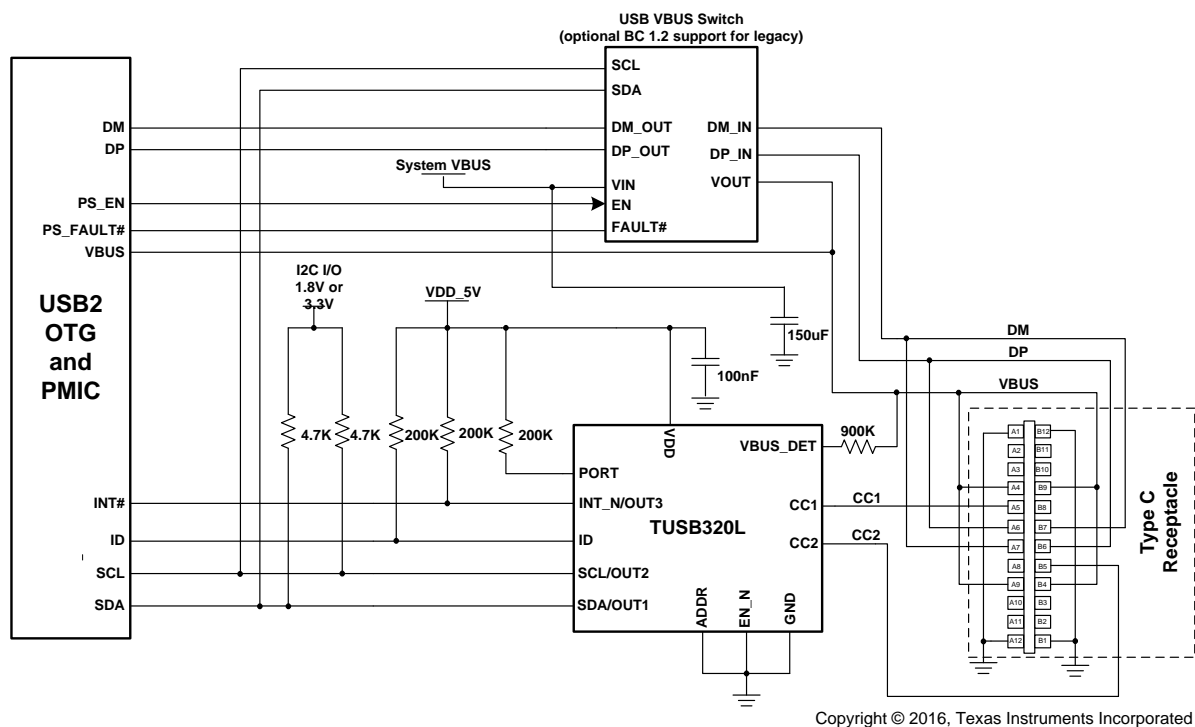 USB VBUS Switch
(optional BC 1.2 support for legacy)
SCL
SDA
DM
DM_OUT
DM_IN
DP
DP_OUT
DP_IN
System VBUS
VIN
VOUT
PS_EN
EN
PS_FAULT#
FAULT#
VBUS
USB2
OTG
and
PMIC
I2C I/O
1.8V or
3.3V
VDD_5V
150uF
100nF
DM
DP
VBUS
4.7K
4.7K
200K
200K
200K
VDD
VBUS_DET
900K
PORT
INT#
INT_N/OUT3
CC1
CC1
ID
ID
TUSB320L
CC2
CC2
SCL
SCL/OUT2
SDA
SDA/OUT1
ADDR
EN_N
GND
A1
B12
A2
B11
A3
B10
A4
B9
A5
B8
A6
B7
A7
B6
A8
B5
A9
B4
A10
B3
A11
B2
A12
B1
Type C
Receptacle
Copyright © 2016, Texas Instruments Incorporated